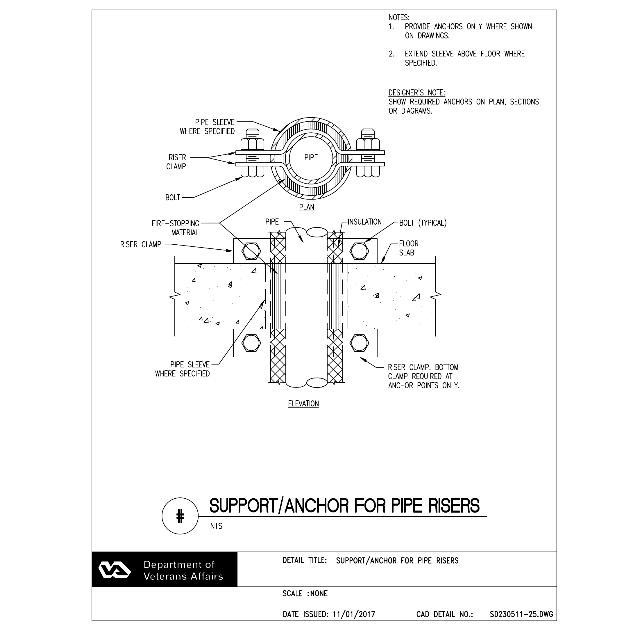 NOTES:
1. PROVIDE ANCHORS ONLY WHERE SHOWN
ON DRAWINGS.
2. EXTEND SLEEVE ABOVE FLOOR WHERE
SPECIFIED.
DESIGNER'S NOTE:
SHOW REQUIRED ANCHORS ON PLAN, SECTIONS
OR DIAGRAMS.
PIPE SLEEVE
WHERE SPECIFIED
RISER
CLAMP
PIPE
BOLT
PLAN
FIRE-STOPPING
MATERIAL
PIPE
INSULATION
BOLT (TYPICAL)
RISER CLAMP
FLOOR
SLAB
PIPE SLEEVE
WHERE SPECIFIED
RISER CLAMP. BOTTOM
CLAMP REQUIRED AT
ANCHOR POINTS ONLY.
ELEVATION
#
SUPPORT/ANCHOR FOR PIPE RISERS
NTS
VA
Department of
Veterans Affairs
DETAIL TITLE: SUPPORT/ANCHOR FOR PIPE RISERS
SCALE :NONE
DATE ISSUED: 11/01/2017 CAD DETAIL NO.: SD230511-25.DWG